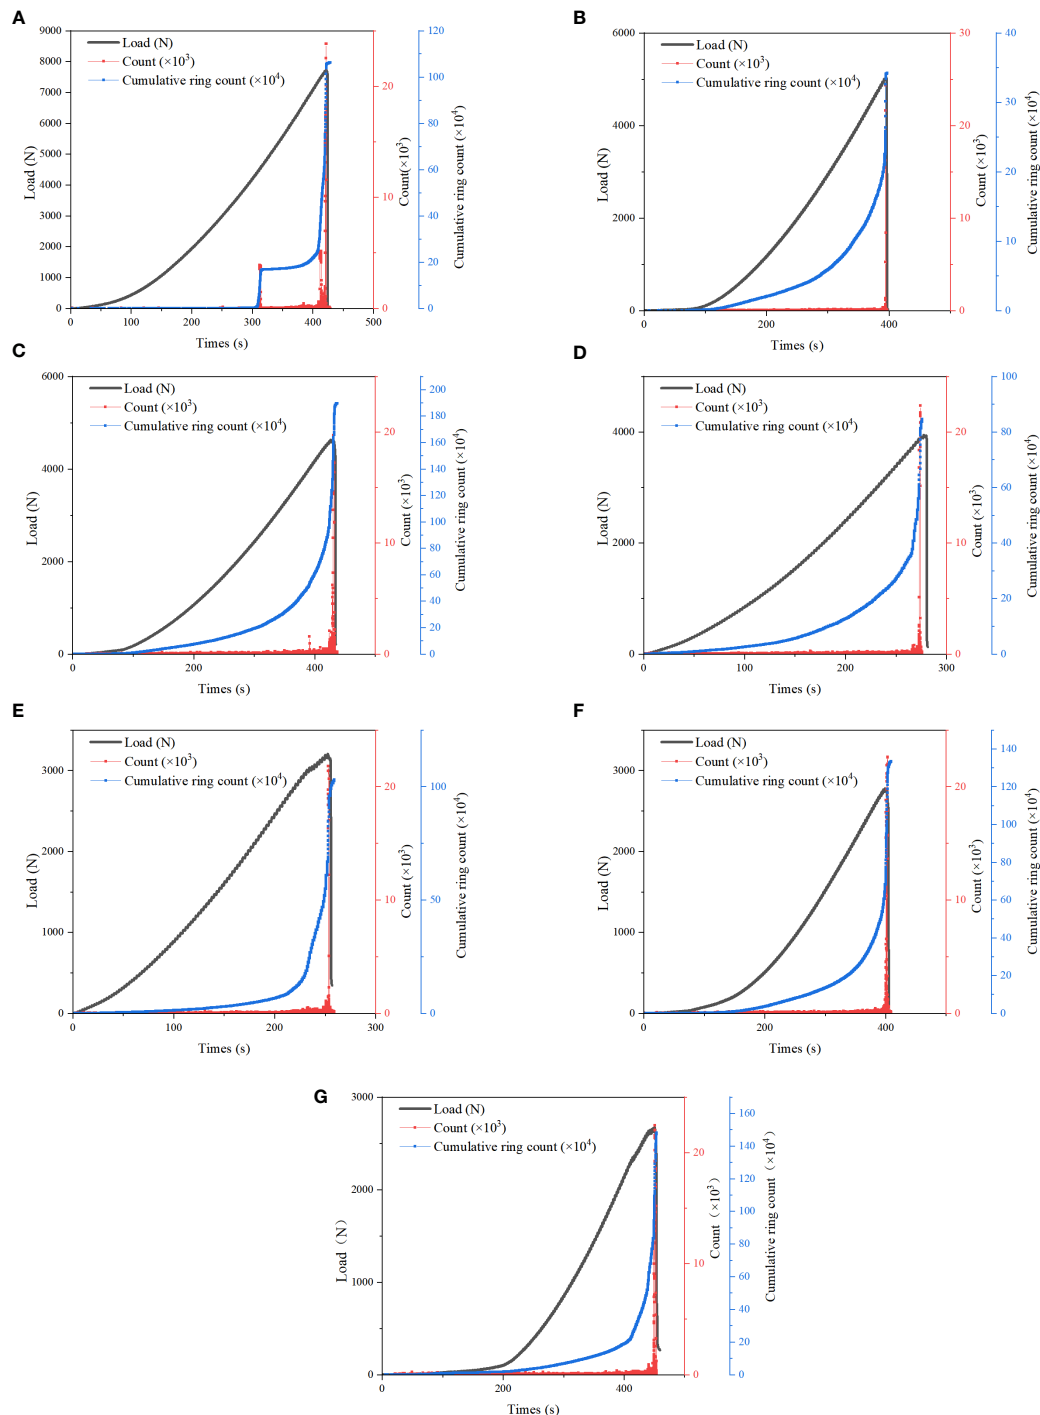 A
Load (N)
Count (×10³)
Cumulative ring count (×10⁴)
9000
8000
7000
6000
5000
4000
3000
2000
1000
0
0 100 200 300 400 500
Times (s)
Load (N)
20
10
0
Count(×10³)
120
100
80
60
40
20
0
Cumulative ring count (×10⁴)
B
Load (N)
Count (×10³)
Cumulative ring count (×10⁴)
6000
4000
2000
0
0 200 400
Times (s)
Load (N)
30
20
10
0
Count (×10³)
40
30
20
10
0
Cumulative ring count (×10⁴)
C
Load (N)
Count (×10³)
Cumulative ring count (×10⁴)
6000
4000
2000
0
0 200 400
Times (s)
Load (N)
20
10
0
Count (×10³)
200
180
160
140
120
100
80
60
40
20
0
Cumulative ring count (×10⁴)
D
Load (N)
Count (×10³)
Cumulative ring count (×10⁴)
4000
2000
0
0 100 200 300
Times (s)
Load (N)
20
10
0
Count (×10³)
100
80
60
40
20
0
Cumulative ring count (×10⁴)
E
Load (N)
Count (×10³)
Cumulative ring count (×10⁴)
3000
2000
1000
0
0 100 200 300
Times (s)
Load (N)
20
10
0
Count (×10³)
100
50
0
Cumulative ring count (×10⁴)
F
Load (N)
Count (×10³)
Cumulative ring count (×10⁴)
3000
2000
1000
0
0 200 400
Times (s)
Load (N)
20
10
0
Count (×10³)
140
120
100
80
60
40
20
0
Cumulative ring count (×10⁴)
G
Load (N)
Count (×10³)
Cumulative ring count (×10⁴)
3000
2000
1000
0
0 200 400
Times (s)
Load（N）
20
10
0
Count（×10³）
160
140
120
100
80
60
40
20
0
Cumulative ring count（×10⁴）